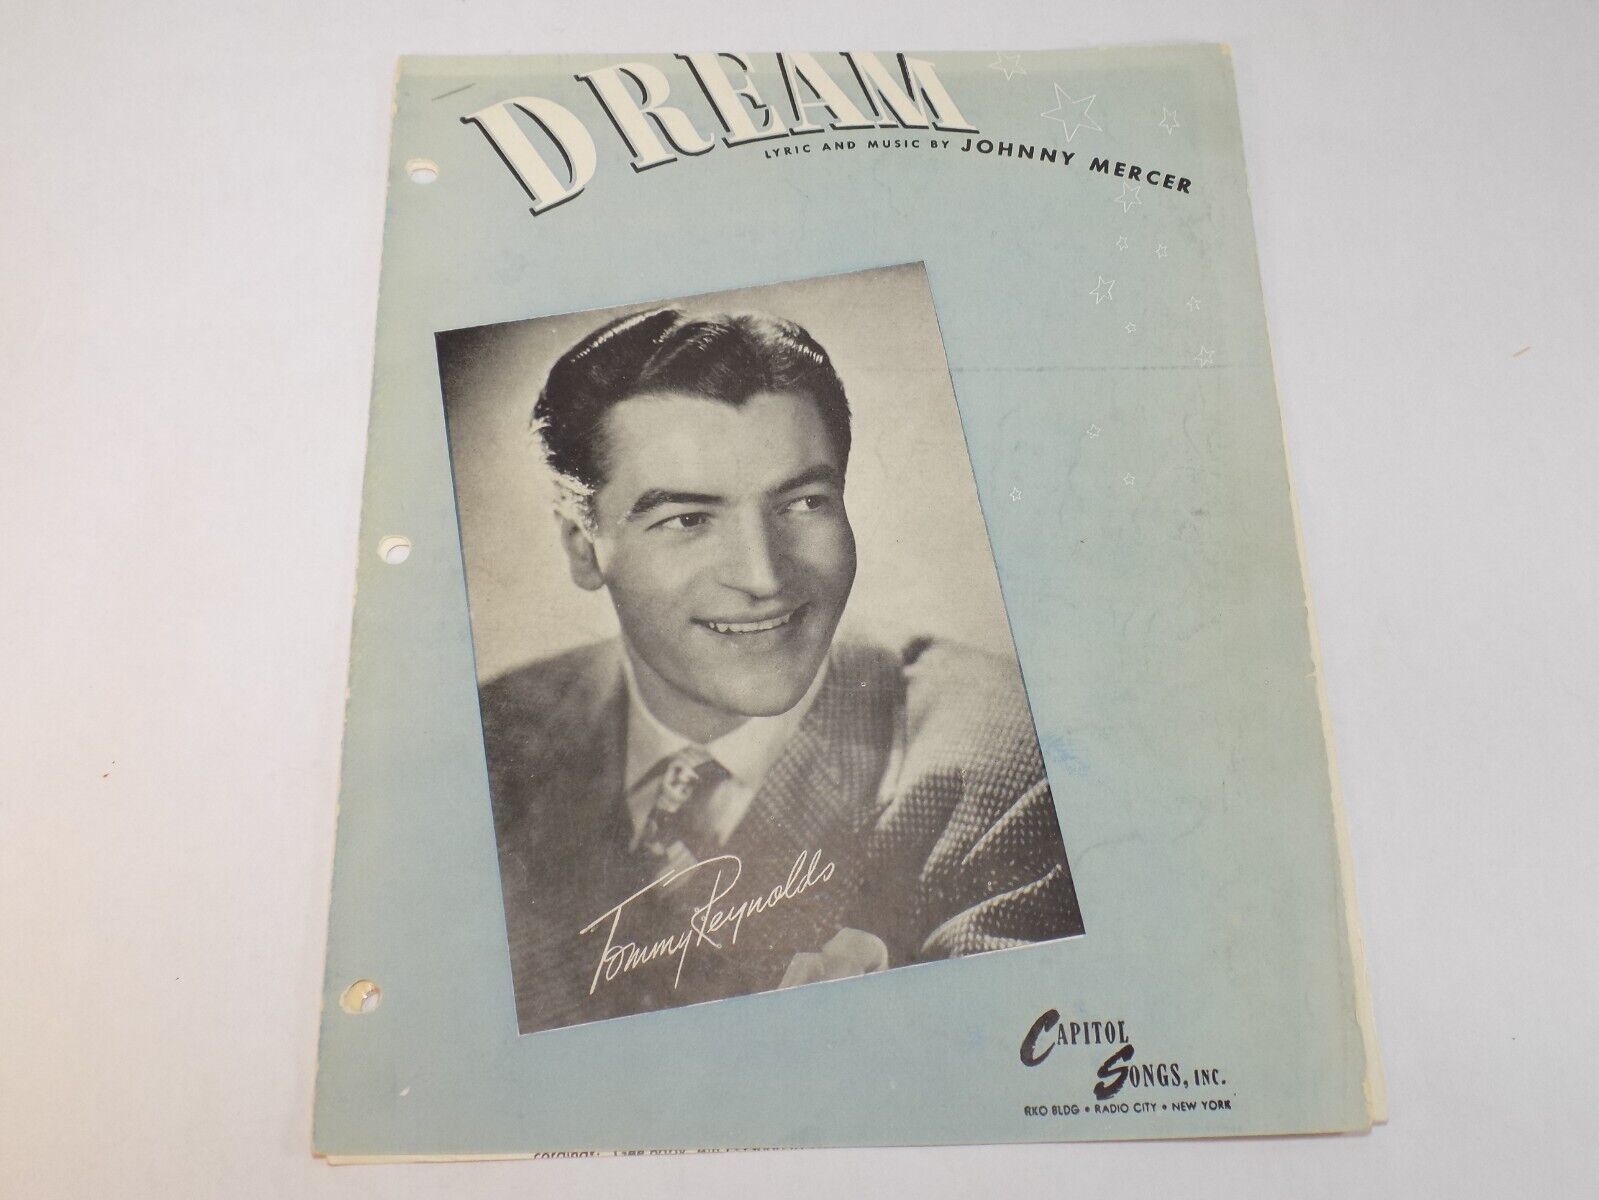 DREAM
LYRIC AND MUSIC BY JOHNNY MERCER
Tommy Reynolds
CAPITOL
SONGS, INC.
RKO BLDG • RADIO CITY • NEW YORK